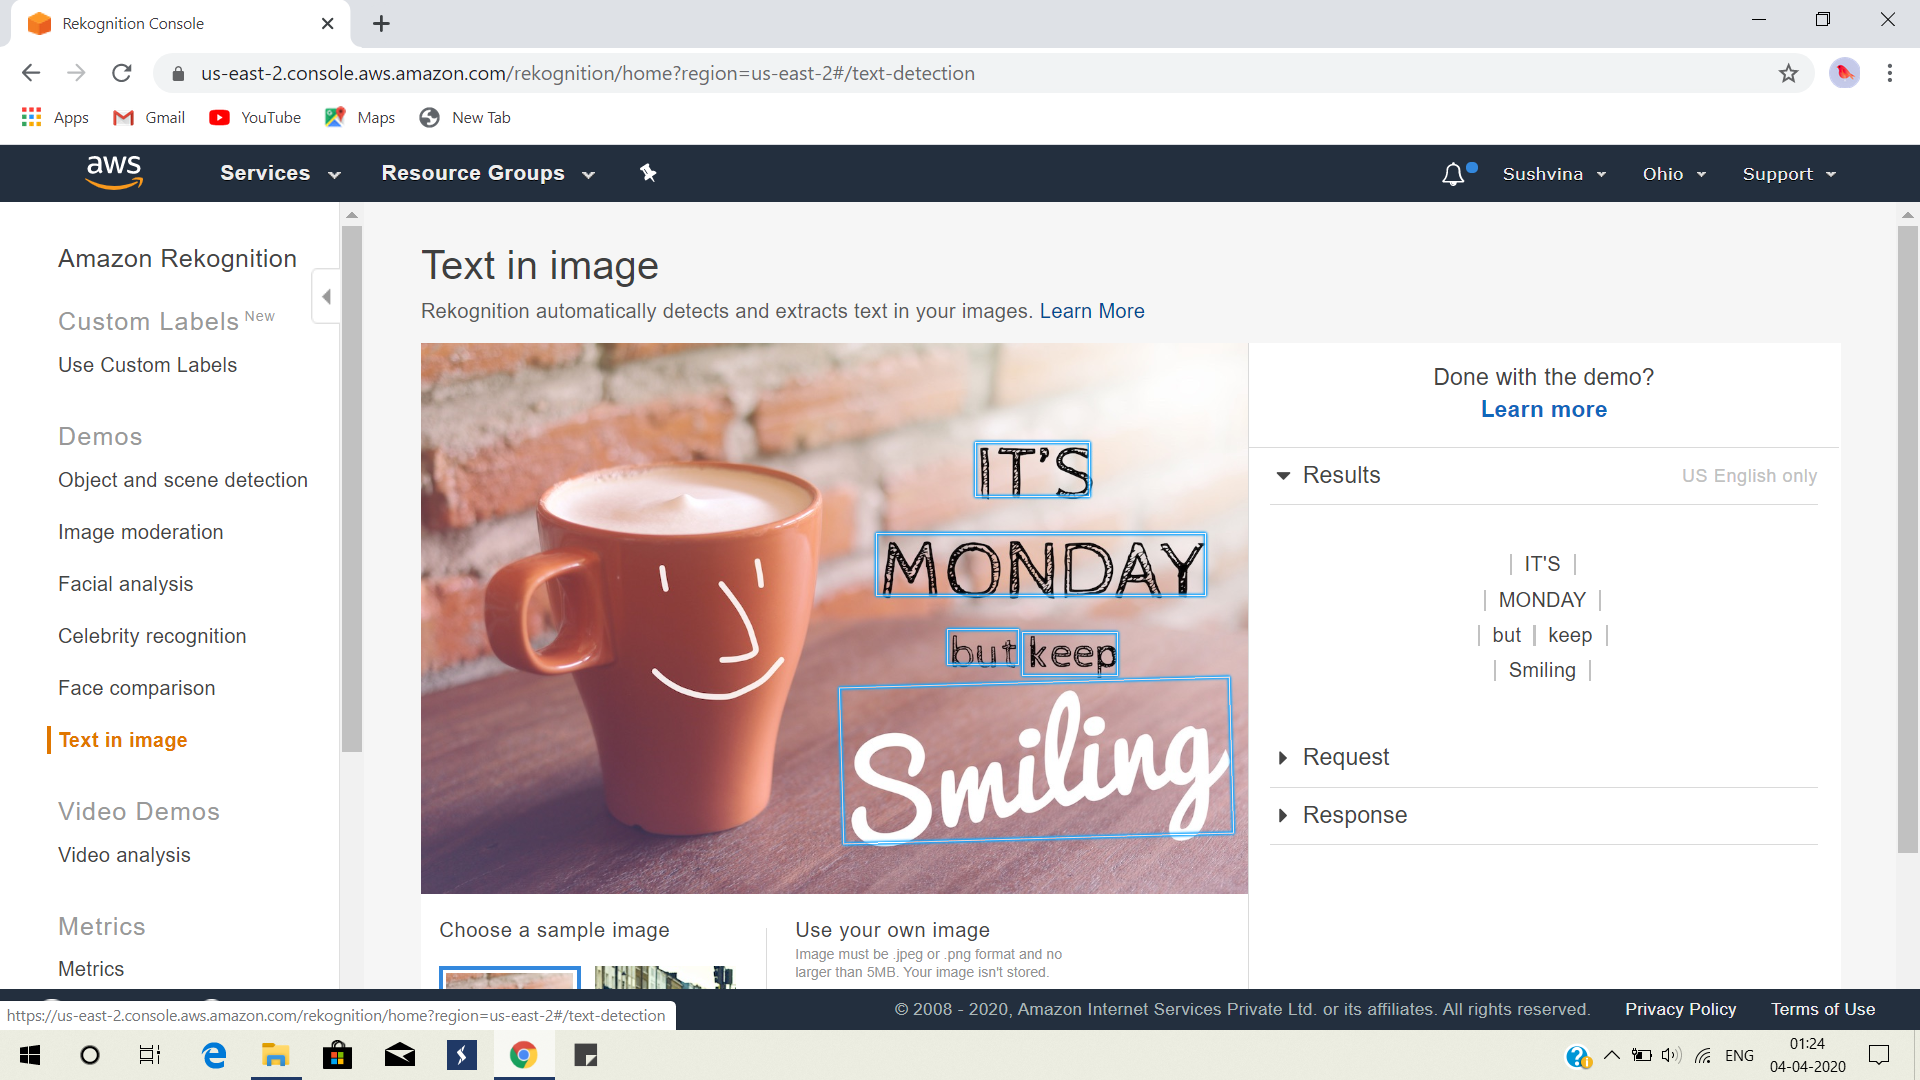 Rekognition Console
us-east-2.console.aws.amazon.com/rekognition/home?region=us-east-2#/text-detection
Apps Gmail YouTube Maps New Tab
aws Services Resource Groups Sushvina Ohio Support
Amazon Rekognition
Custom Labels New
Use Custom Labels
Demos
Object and scene detection
Image moderation
Facial analysis
Celebrity recognition
Face comparison
Text in image
Video Demos
Video analysis
Metrics
Metrics
Text in image
Rekognition automatically detects and extracts text in your images. Learn More
IT'S
MONDAY
but keep
Smiling
Choose a sample image
Use your own image
Image must be .jpeg or .png format and no
larger than 5MB. Your image isn't stored.
Done with the demo?
Learn more
Results US English only
| IT'S |
| MONDAY |
| but | keep |
| Smiling |
Request
Response
https://us-east-2.console.aws.amazon.com/rekognition/home?region=us-east-2#/text-detection
© 2008 - 2020, Amazon Internet Services Private Ltd. or its affiliates. All rights reserved. Privacy Policy Terms of Use
ENG
01:24
04-04-2020